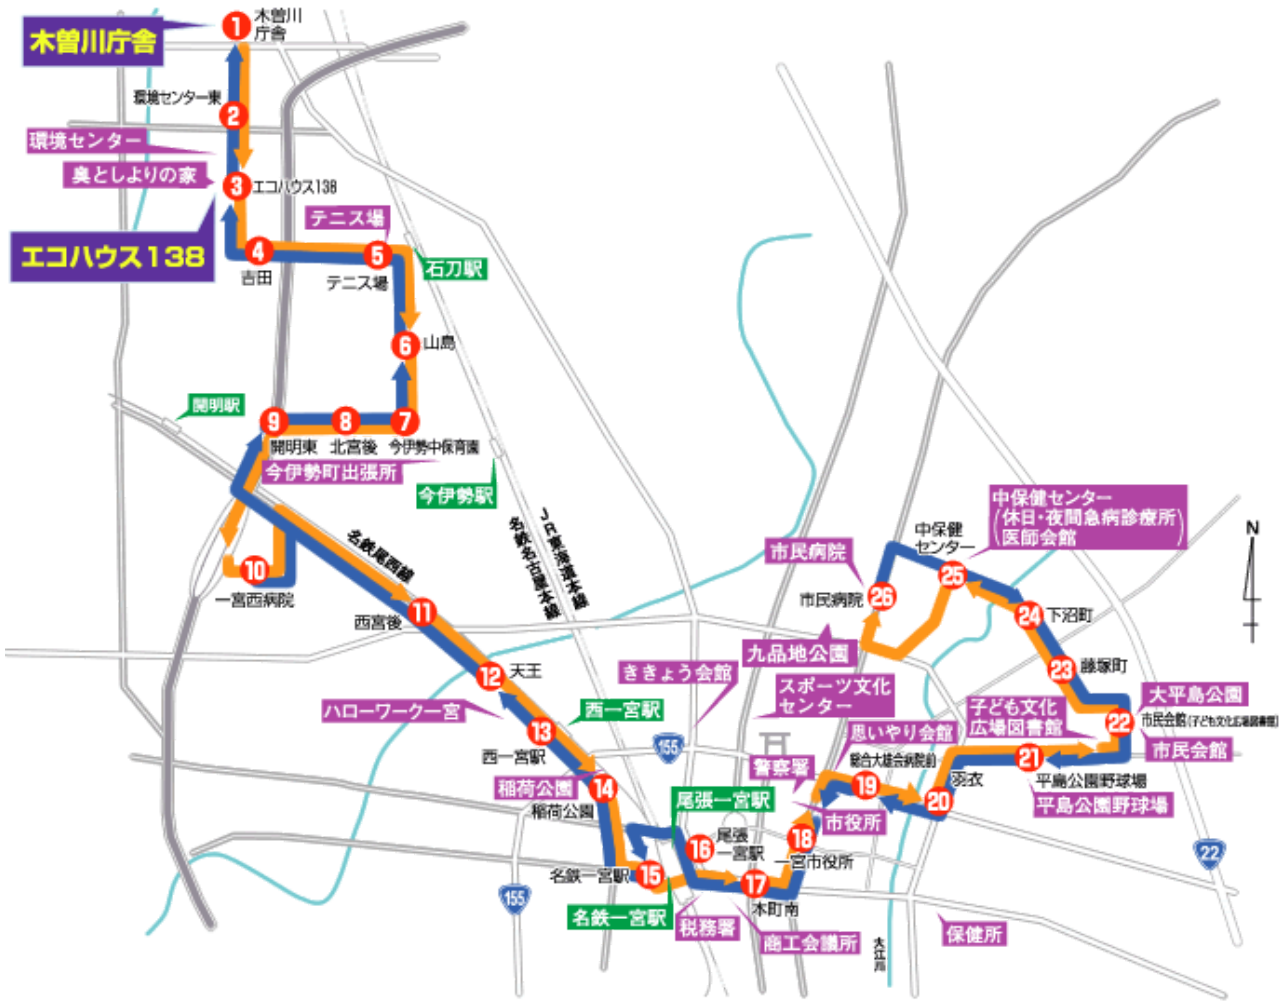 木曽川庁舎
1
木曽川
庁舎
環境センター東
2
環境センター
奥としよりの家
3
エコハウス138
エコハウス138
テニス場
4
吉田
5
テニス場
石刀駅
6
山島
開明駅
9
8
7
開明東
北宮後
今伊勢中保育園
今伊勢町出張所
今伊勢駅
名鉄尾西線
JR東海道本線
名鉄名古屋本線
10
一宮西病院
11
西宮後
12
天王
ハローワーク一宮
13
西一宮駅
西一宮駅
稲荷公園
14
稲荷公園
ききょう会館
155
尾張一宮駅
16
尾張
一宮駅
名鉄一宮駅
15
名鉄一宮駅
155
税務署
17
本町南
商工会議所
18
一宮市役所
市役所
警察署
スポーツ文化
センター
思いやり会館
総合大雄会病院前
19
20
羽衣
九品地公園
市民病院
市民病院
26
中保健
センター
25
中保健センター
(休日・夜間急病診療所)
医師会館
24
下沼町
23
藤塚町
子ども文化
広場図書館
22
大平島公園
市民会館(子ども文化広場図書館)
市民会館
21
平島公園野球場
平島公園野球場
22
保健所
大江川
N